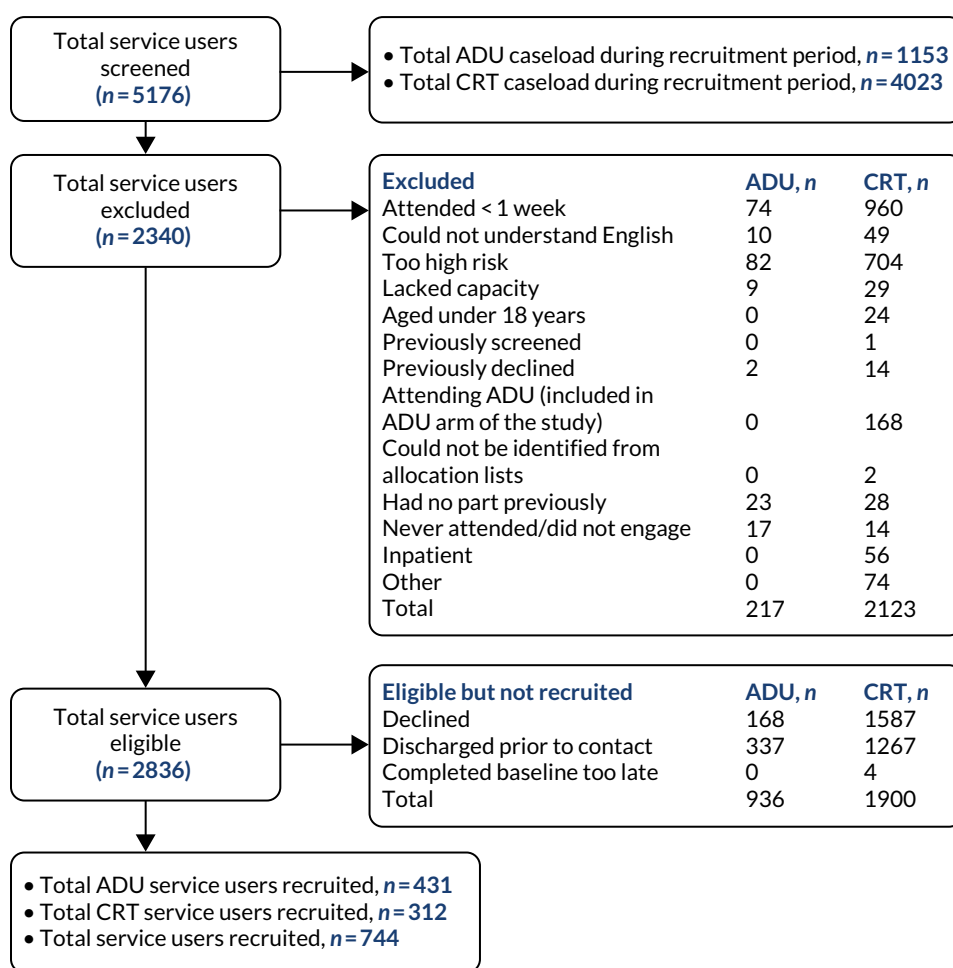 Total service users
screened
(n=5176)
• Total ADU caseload during recruitment period, n=1153
• Total CRT caseload during recruitment period, n=4023
Total service users
excluded
(n=2340)
Excluded ADU, n CRT, n
Attended < 1 week 74 960
Could not understand English 10 49
Too high risk 82 704
Lacked capacity 9 29
Aged under 18 years 0 24
Previously screened 0 1
Previously declined 2 14
Attending ADU (included in
ADU arm of the study) 0 168
Could not be identified from
allocation lists 0 2
Had no part previously 23 28
Never attended/did not engage 17 14
Inpatient 0 56
Other 0 74
Total 217 2123
Total service users
eligible
(n=2836)
Eligible but not recruited ADU, n CRT, n
Declined 168 1587
Discharged prior to contact 337 1267
Completed baseline too late 0 4
Total 936 1900
• Total ADU service users recruited, n=431
• Total CRT service users recruited, n=312
• Total service users recruited, n=744